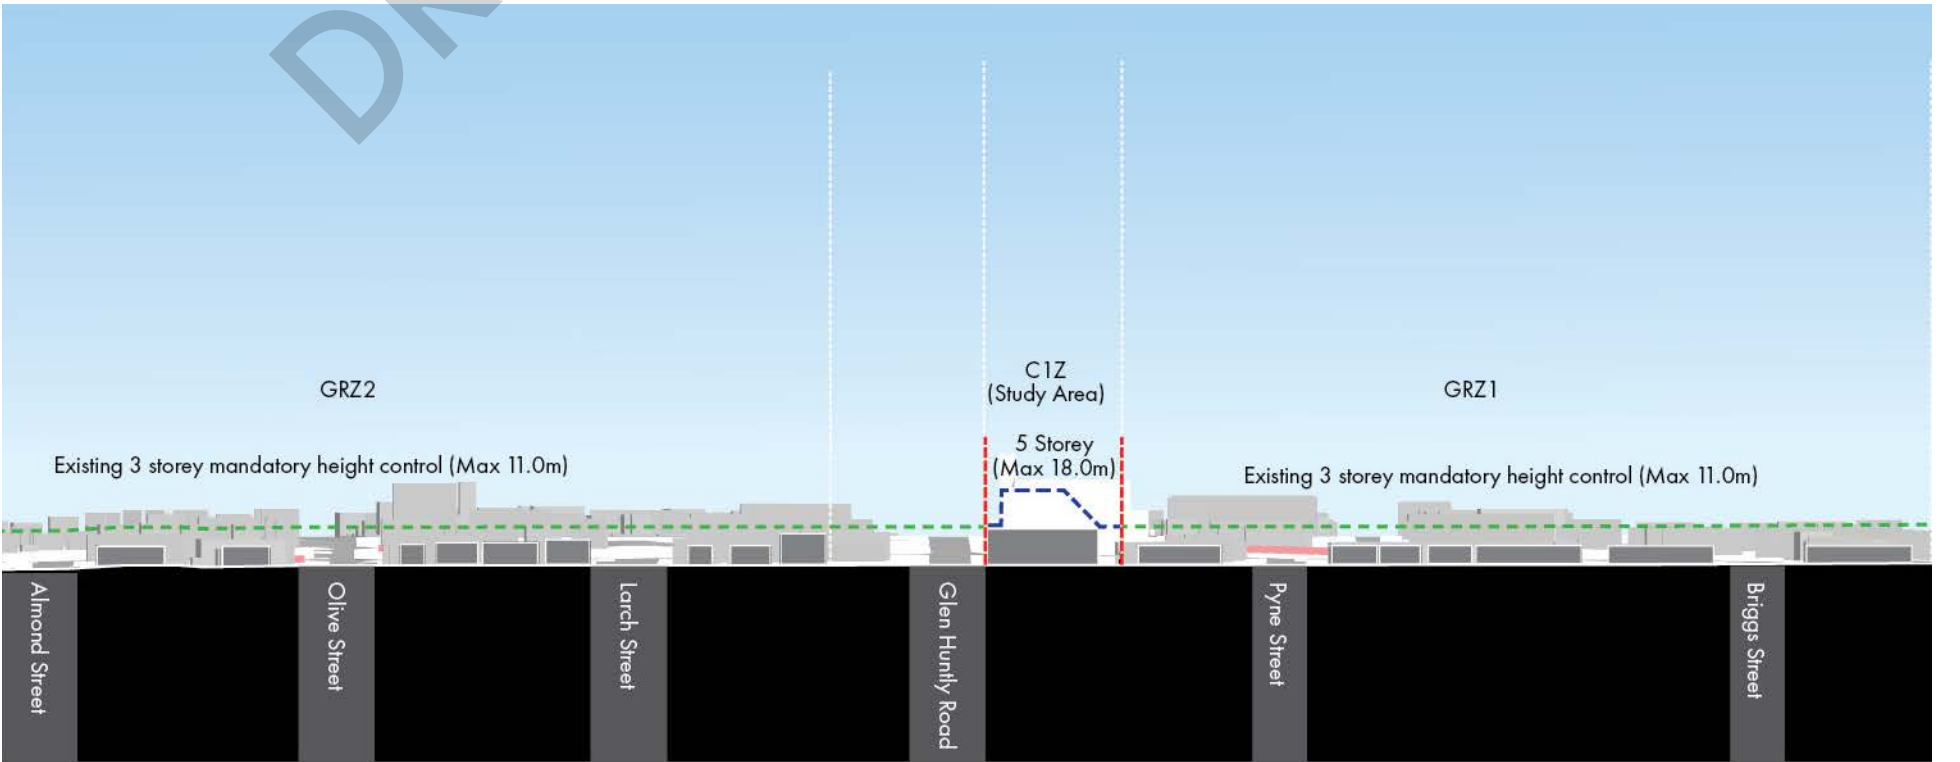 GRZ2
C1Z
(Study Area)
GRZ1
5 Storey
(Max 18.0m)
Existing 3 storey mandatory height control (Max 11.0m)
Existing 3 storey mandatory height control (Max 11.0m)
Almond Street
Olive Street
Larch Street
Glen Huntly Road
Pyne Street
Briggs Street